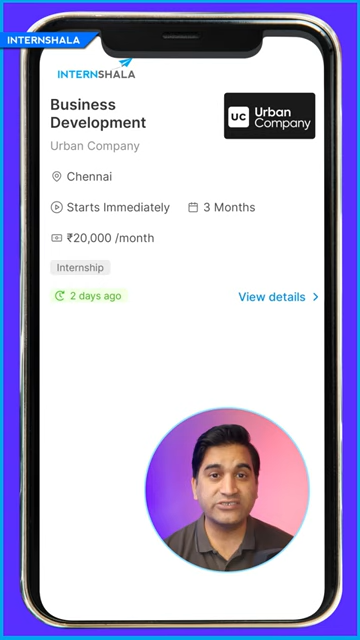 INTERNSHALA
INTERNSHALA
Business
Development
UC Urban
Company
Urban Company
Chennai
Starts Immediately 3 Months
₹20,000 /month
Internship
2 days ago
View details >